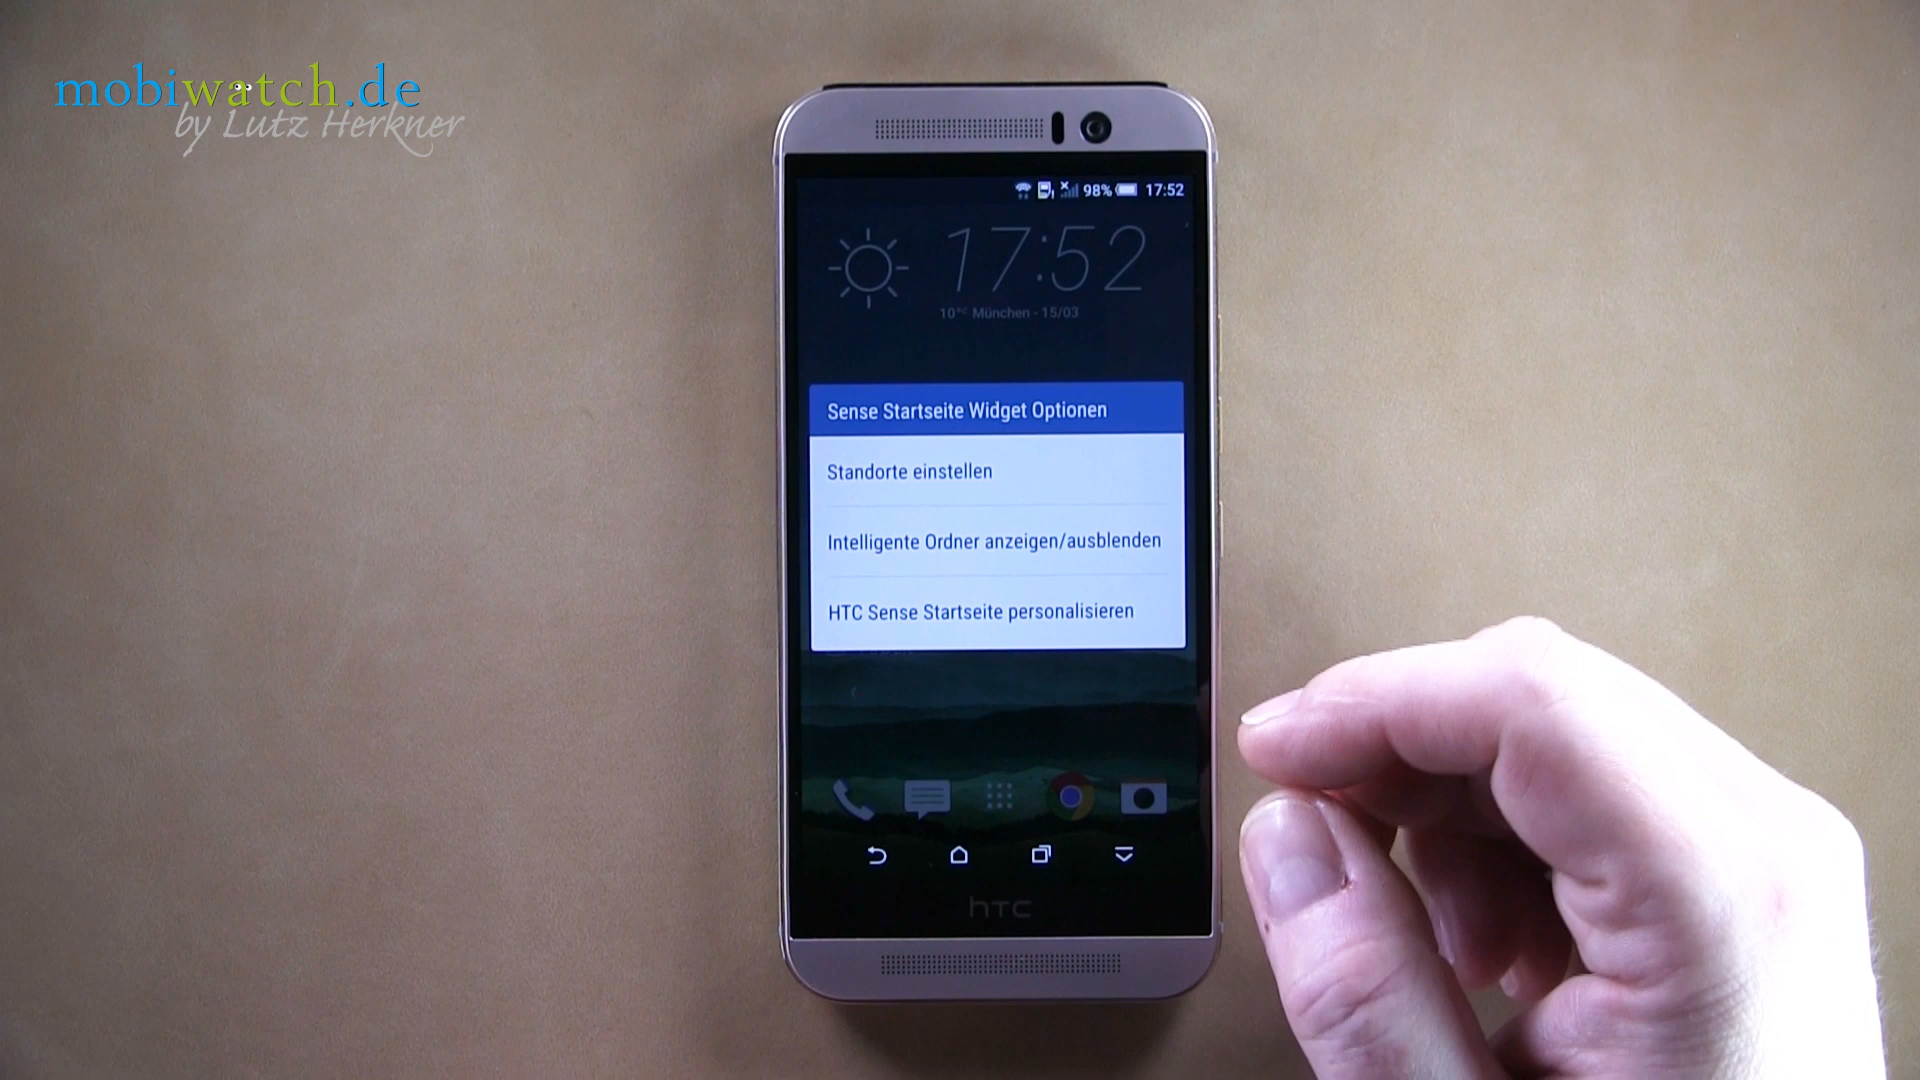 mobiwatch.de
by Lutz Herkner
98% 17:52
17:52
10°C München - 15/03
Sense Startseite Widget Optionen
Standorte einstellen
Intelligente Ordner anzeigen/ausblenden
HTC Sense Startseite personalisieren
hTC